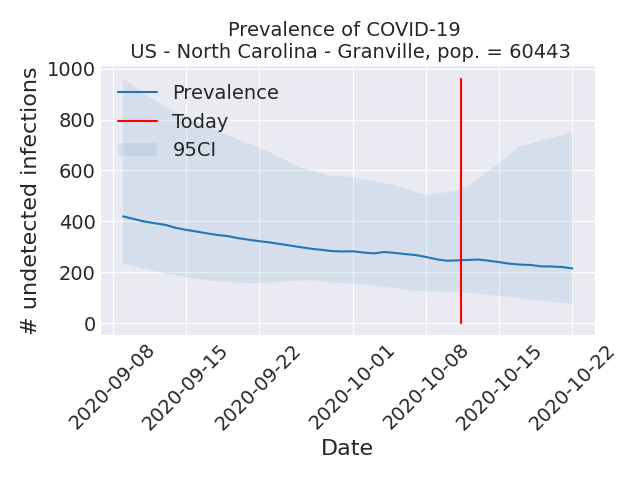 Prevalence of COVID-19
US - North Carolina - Granville, pop. = 60443
# undetected infections
1000
800
600
400
200
0
Prevalence
Today
95CI
2020-09-08
2020-09-15
2020-09-22
2020-10-01
2020-10-08
2020-10-15
2020-10-22
Date